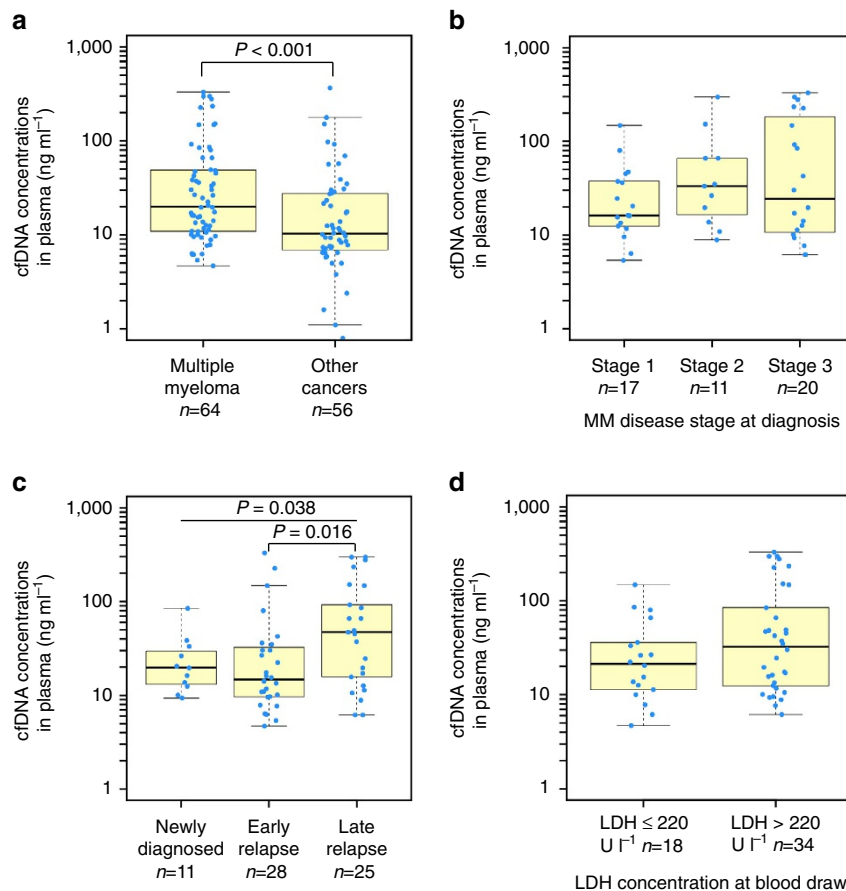 a
1,000
100
10
1
cfDNA concentrations
in plasma (ng ml⁻¹)
P < 0.001
Multiple
myeloma
n=64
Other
cancers
n=56
b
1,000
100
10
1
cfDNA concentrations
in plasma (ng ml⁻¹)
Stage 1
n=17
Stage 2
n=11
Stage 3
n=20
MM disease stage at diagnosis
c
1,000
100
10
1
cfDNA concentrations
in plasma (ng ml⁻¹)
P = 0.038
P = 0.016
Newly
diagnosed
n=11
Early
relapse
n=28
Late
relapse
n=25
d
1,000
100
10
1
cfDNA concentrations
in plasma (ng ml⁻¹)
LDH ≤ 220
U l⁻¹ n=18
LDH > 220
U l⁻¹ n=34
LDH concentration at blood draw